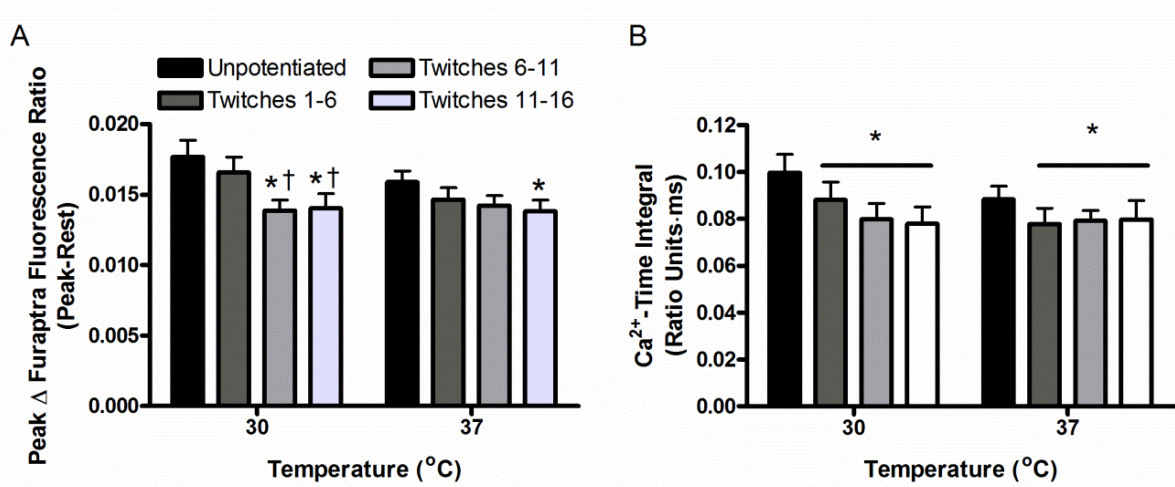 A
Unpotentiated
Twitches 6-11
Twitches 1-6
Twitches 11-16
Peak Δ Furaptra Fluorescence Ratio
(Peak-Rest)
0.020
0.015
0.010
0.005
0.000
*†
*†
*
30
37
Temperature (°C)
B
Ca²⁺-Time Integral
(Ratio Units·ms)
0.12
0.10
0.08
0.06
0.04
0.02
0.00
*
*
30
37
Temperature (°C)